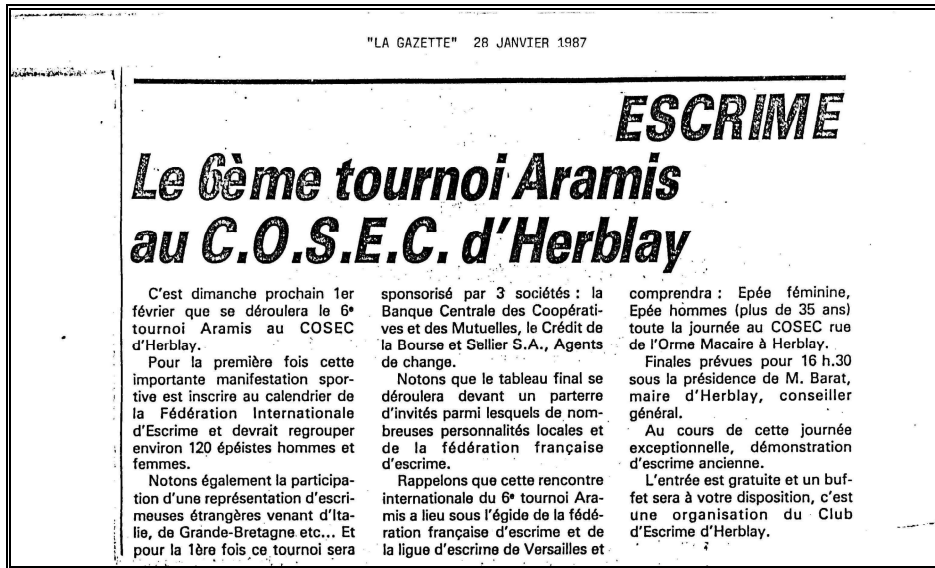 "LA GAZETTE" 28 JANVIER 1987
ESCRIME
Le 6ème tournoi Aramis
au C.O.S.E.C. d'Herblay
C'est dimanche prochain 1er
février que se déroulera le 6e
tournoi Aramis au COSEC
d'Herblay.
Pour la première fois cette
importante manifestation spor-
tive est inscrire au calendrier de
la Fédération Internationale
d'Escrime et devrait regrouper
environ 120 épéistes hommes et
femmes.
Notons également la participa-
tion d'une représentation d'escri-
meuses étrangères venant d'Ita-
lie, de Grande-Bretagne etc... Et
pour la 1ère fois ce tournoi sera
sponsorisé par 3 sociétés : la
Banque Centrale des Coopérati-
ves et des Mutuelles, le Crédit de
la Bourse et Sellier S.A., Agents
de change.
Notons que le tableau final se
déroulera devant un parterre
d'invités parmi lesquels de nom-
breuses personnalités locales et
de la fédération française
d'escrime.
Rappelons que cette rencontre
internationale du 6e tournoi Ara-
mis a lieu sous l'égide de la fédé-
ration française d'escrime et de
la ligue d'escrime de Versailles et
comprendra : Epée féminine,
Epée hommes (plus de 35 ans)
toute la journée au COSEC rue
de l'Orme Macaire à Herblay.
Finales prévues pour 16 h.30
sous la présidence de M. Barat,
maire d'Herblay, conseiller
général.
Au cours de cette journée
exceptionnelle, démonstration
d'escrime ancienne.
L'entrée est gratuite et un buf-
fet sera à votre disposition, c'est
une organisation du Club
d'Escrime d'Herblay.